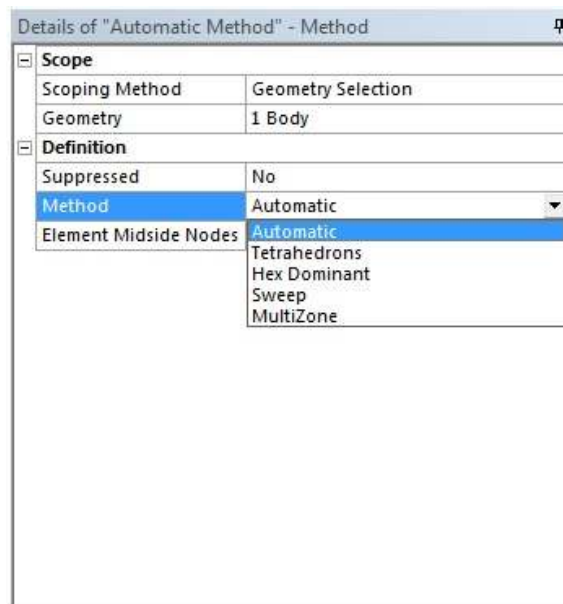 Details of "Automatic Method" - Method
Scope
Scoping Method Geometry Selection
Geometry 1 Body
Definition
Suppressed No
Method Automatic
Element Midside Nodes Automatic
Tetrahedrons
Hex Dominant
Sweep
MultiZone